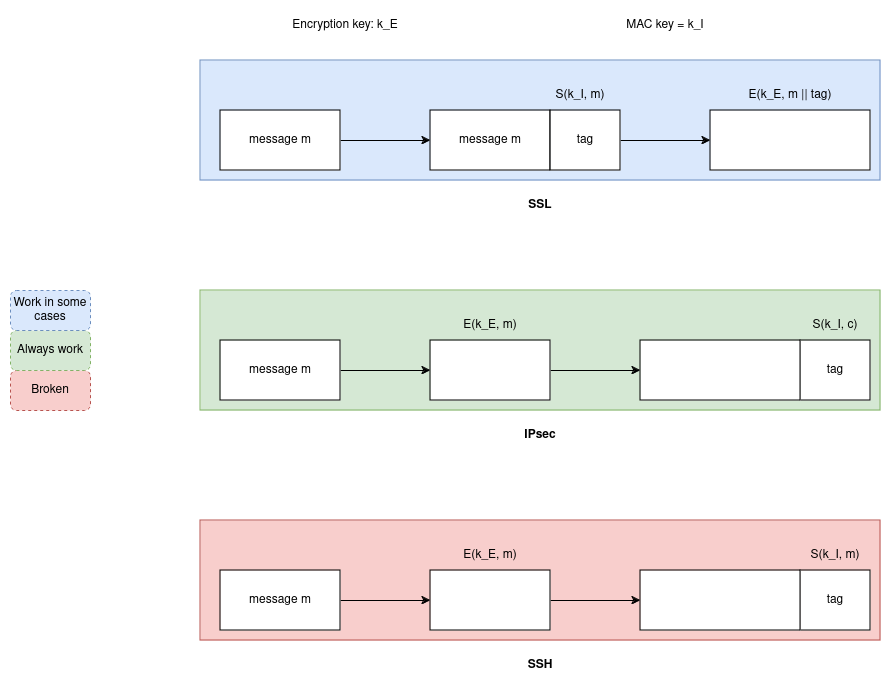 Encryption key: k_E
MAC key = k_I
S(k_I, m)
E(k_E, m || tag)
message m
message m
tag
SSL
Work in some
cases
Always work
Broken
E(k_E, m)
S(k_I, c)
message m
tag
IPsec
E(k_E, m)
S(k_I, m)
message m
tag
SSH